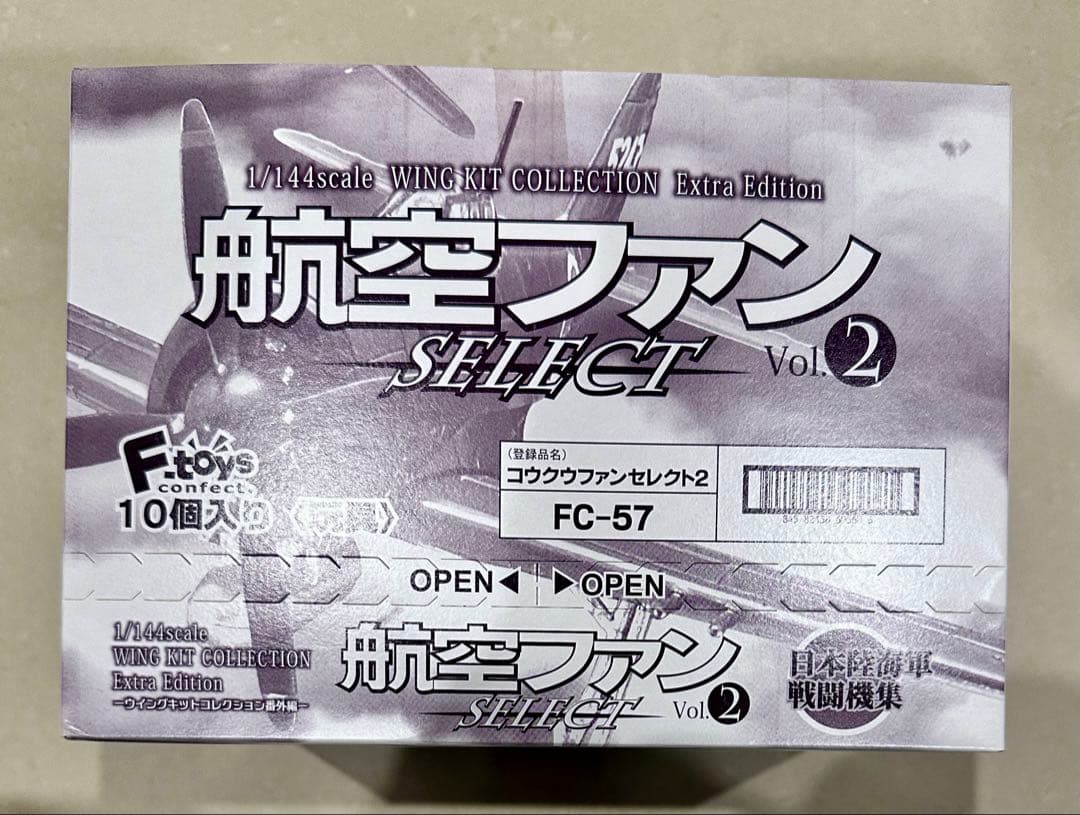 5247
1/144scale WING KIT COLLECTION Extra Edition
航空ファン
SELECT Vol.2
F-toys
confect.
10個入り
(登録品名)
コウクウファンセレクト2
FC-57
OPEN◀ ▶OPEN
1/144scale
WING KIT COLLECTION
Extra Edition
ーウイングキットコレクション番外編ー
航空ファン
SELECT Vol.2
日本陸海軍
戦闘機集